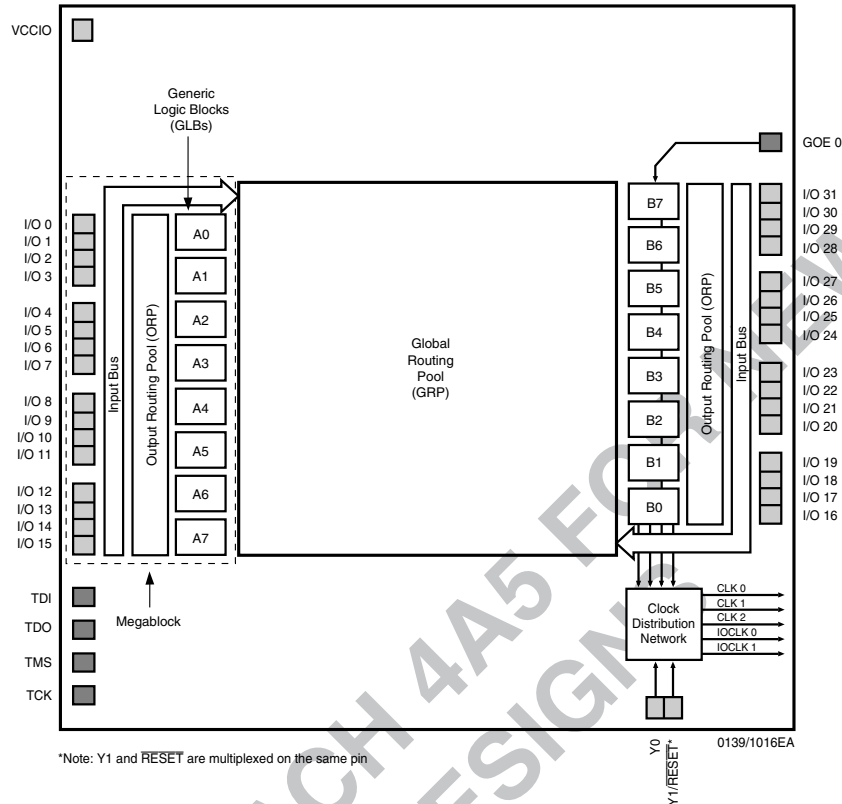 VCCIO
Generic
Logic Blocks
(GLBs)
GOE 0
I/O 0
I/O 1
I/O 2
I/O 3
I/O 4
I/O 5
I/O 6
I/O 7
I/O 8
I/O 9
I/O 10
I/O 11
I/O 12
I/O 13
I/O 14
I/O 15
Input Bus
Output Routing Pool (ORP)
A0
A1
A2
A3
A4
A5
A6
A7
Global
Routing
Pool
(GRP)
B7
B6
B5
B4
B3
B2
B1
B0
Output Routing Pool (ORP)
Input Bus
I/O 31
I/O 30
I/O 29
I/O 28
I/O 27
I/O 26
I/O 25
I/O 24
I/O 23
I/O 22
I/O 21
I/O 20
I/O 19
I/O 18
I/O 17
I/O 16
TDI
TDO
TMS
TCK
Megablock
Clock
Distribution
Network
CLK 0
CLK 1
CLK 2
IOCLK 0
IOCLK 1
Y0
Y1/RESET*
0139/1016EA
*Note: Y1 and RESET are multiplexed on the same pin
CH 4A5 FOR NEW
DESIGNS